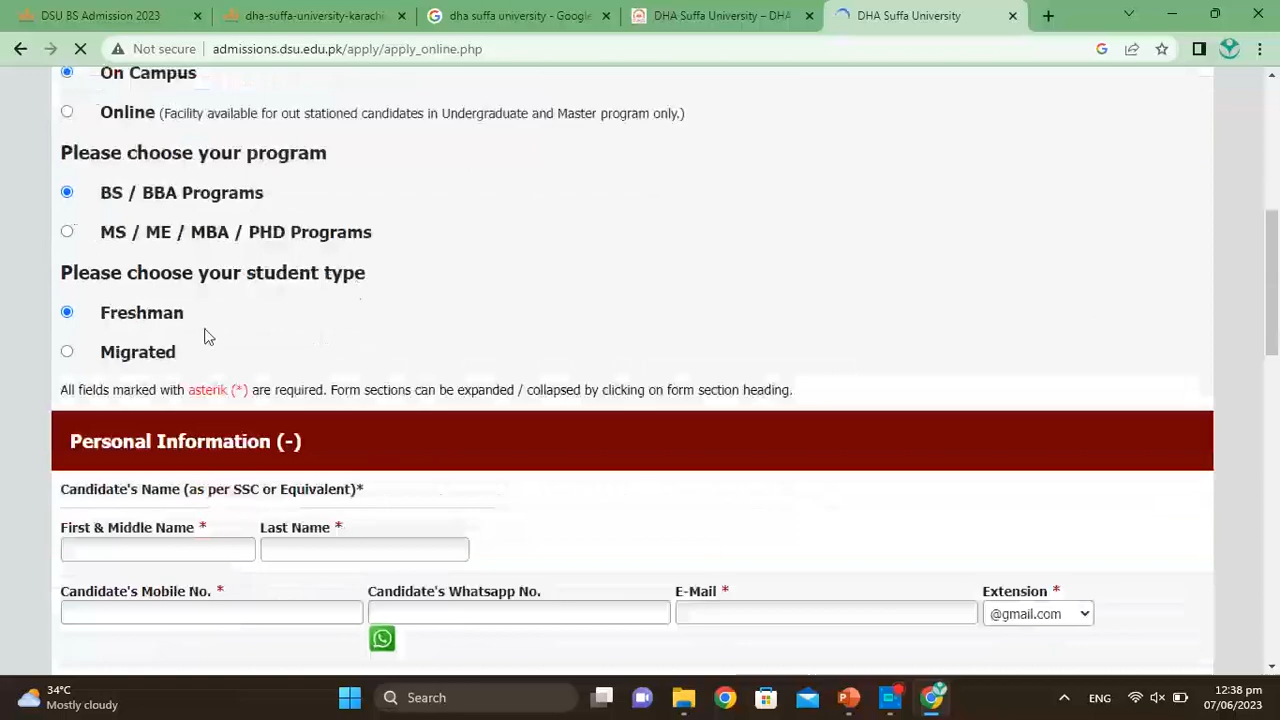 DSU BS Admission 2023
dha-suffa-university-karachi
dha suffa university - Google
DHA Suffa University – DHA
DHA Suffa University
Not secure
admissions.dsu.edu.pk/apply/apply_online.php
On Campus
Online (Facility available for out stationed candidates in Undergraduate and Master program only.)
Please choose your program
BS / BBA Programs
MS / ME / MBA / PHD Programs
Please choose your student type
Freshman
Migrated
All fields marked with asterik (*) are required. Form sections can be expanded / collapsed by clicking on form section heading.
Personal Information (-)
Candidate's Name (as per SSC or Equivalent)*
First & Middle Name * Last Name *
Candidate's Mobile No. * Candidate's Whatsapp No. E-Mail * Extension *
@gmail.com
34°C
Mostly cloudy
Search
ENG
12:38 pm
07/06/2023